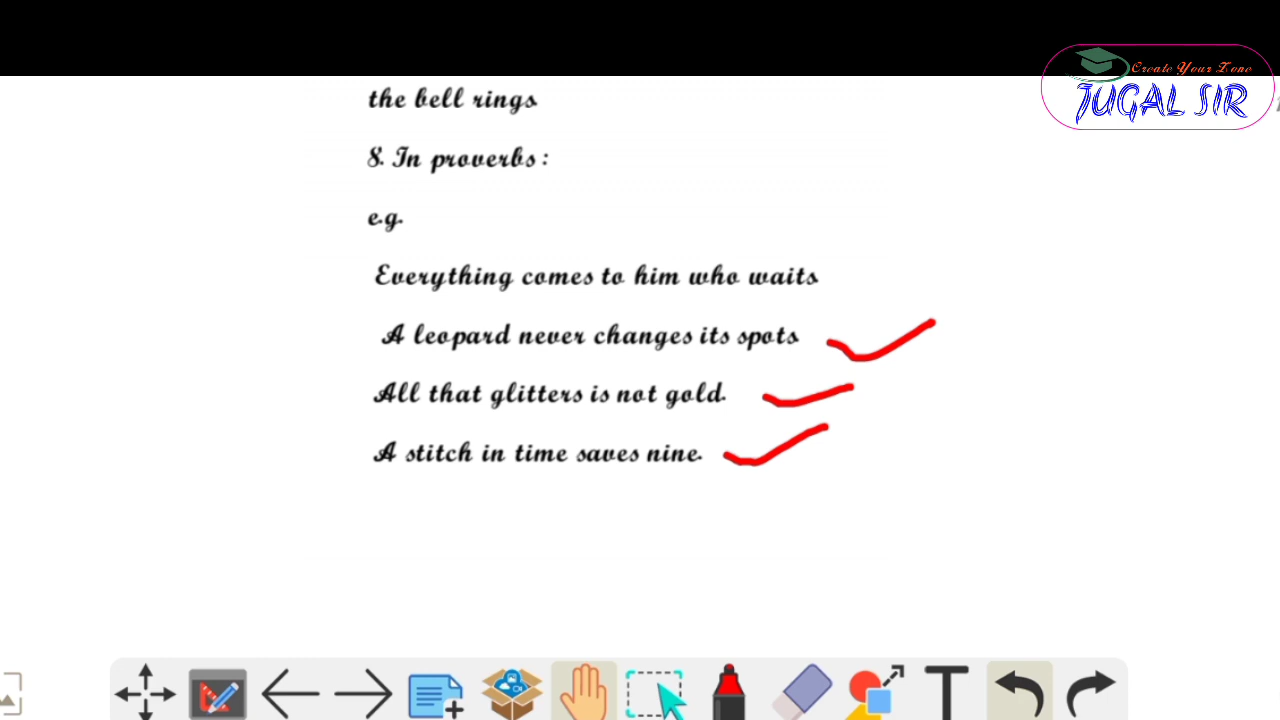 Create Your Zone
JUGAL SIR
the bell rings
8. In proverbs :
e.g.
Everything comes to him who waits
A leopard never changes its spots
All that glitters is not gold.
A stitch in time saves nine.